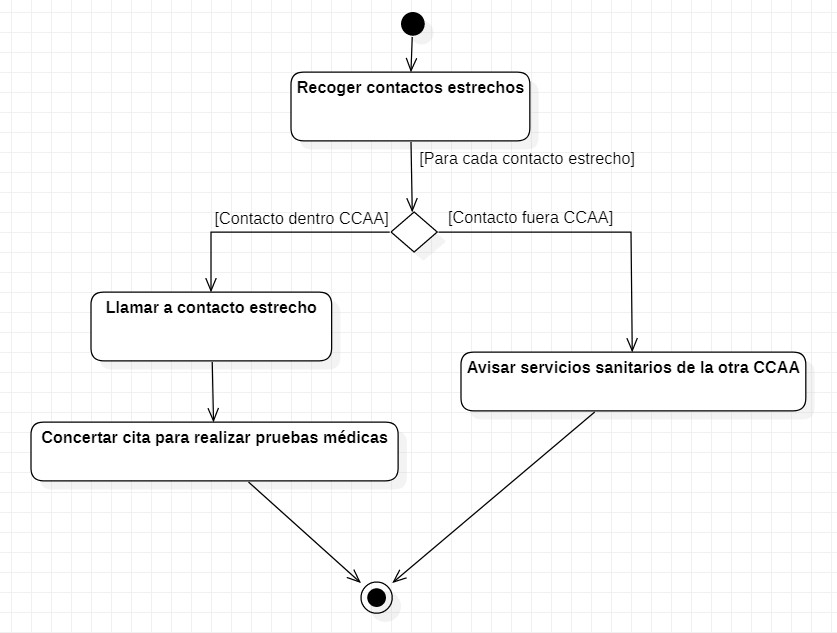 Recoger contactos estrechos
[Para cada contacto estrecho]
[Contacto dentro CCAA]
[Contacto fuera CCAA]
Llamar a contacto estrecho
Avisar servicios sanitarios de la otra CCAA
Concertar cita para realizar pruebas médicas